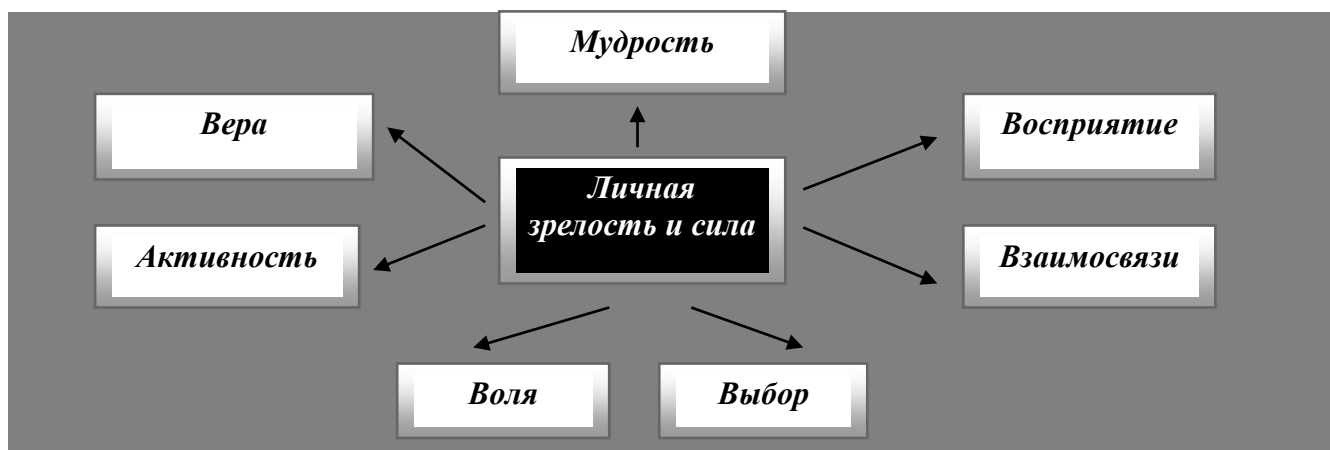 Мудрость
Вера
Восприятие
Личная
зрелость и сила
Активность
Взаимосвязи
Воля
Выбор